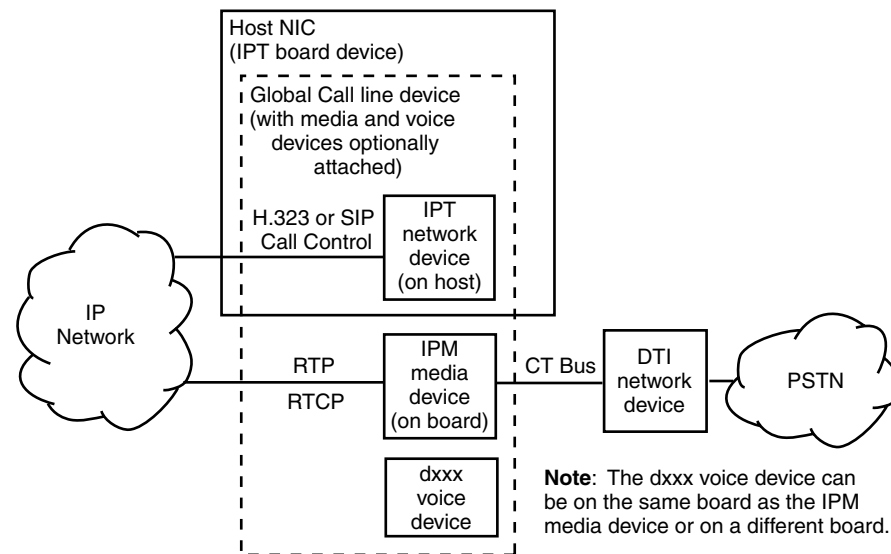 Host NIC
(IPT board device)
Global Call line device
(with media and voice
devices optionally
attached)
H.323 or SIP
Call Control
IPT
network
device
(on host)
IP
Network
RTP
RTCP
IPM
media
device
(on board)
CT Bus
DTI
network
device
PSTN
dxxx
voice
device
Note: The dxxx voice device can
be on the same board as the IPM
media device or on a different board.